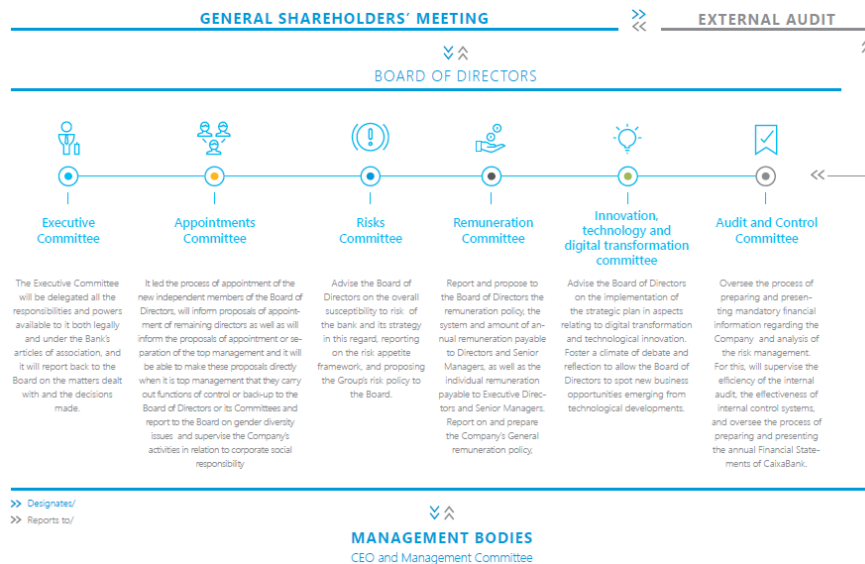 GENERAL SHAREHOLDERS' MEETING
EXTERNAL AUDIT
BOARD OF DIRECTORS
Executive
Committee
The Executive Committee
will be delegated all the
responsibilities and powers
available to it both legally
and under the Bank's
articles of association, and
it will report back to the
Board on the matters dealt
with and the decisions
made.
Appointments
Committee
It led the process of appointment of the
new independent members of the Board of
Directors, will inform proposals of appoint-
ment of remaining directors as well as will
inform the proposals of appointment or se-
paration of the top management and it will
be able to make these proposals directly
when it is top management that they carry
out functions of control or back-up to the
Board of Directors or its Committees and
report to the Board on gender diversity
issues and supervise the Company's
activities in relation to corporate social
responsibility
Risks
Committee
Advise the Board of
Directors on the overall
susceptibility to risk of
the bank and its strategy
in this regard, reporting
on the risk appetite
framework, and proposing
the Group's risk policy to
the Board.
Remuneration
Committee
Report and propose to
the Board of Directors the
remuneration policy, the
system and amount of an-
nual remuneration payable
to Directors and Senior
Managers, as well as the
individual remuneration
payable to Executive Direc-
tors and Senior Managers.
Report on and prepare
the Company's General
remuneration policy,
Innovation,
technology and
digital transformation
committee
Advise the Board of Directors
on the implementation of
the strategic plan in aspects
relating to digital transformation
and technological innovation.
Foster a climate of debate and
reflection to allow the Board of
Directors to spot new business
opportunities emerging from
technological developments.
Audit and Control
Committee
Oversee the process of
preparing and presen-
ting mandatory financial
information regarding the
Company and analysis of
the risk management.
For this, will supervise the
efficiency of the internal
audit, the effectiveness of
internal control systems,
and oversee the process of
preparing and presenting
the annual Financial State-
ments of CaixaBank.
>> Designates/
>> Reports to/
MANAGEMENT BODIES
CEO and Management Committee